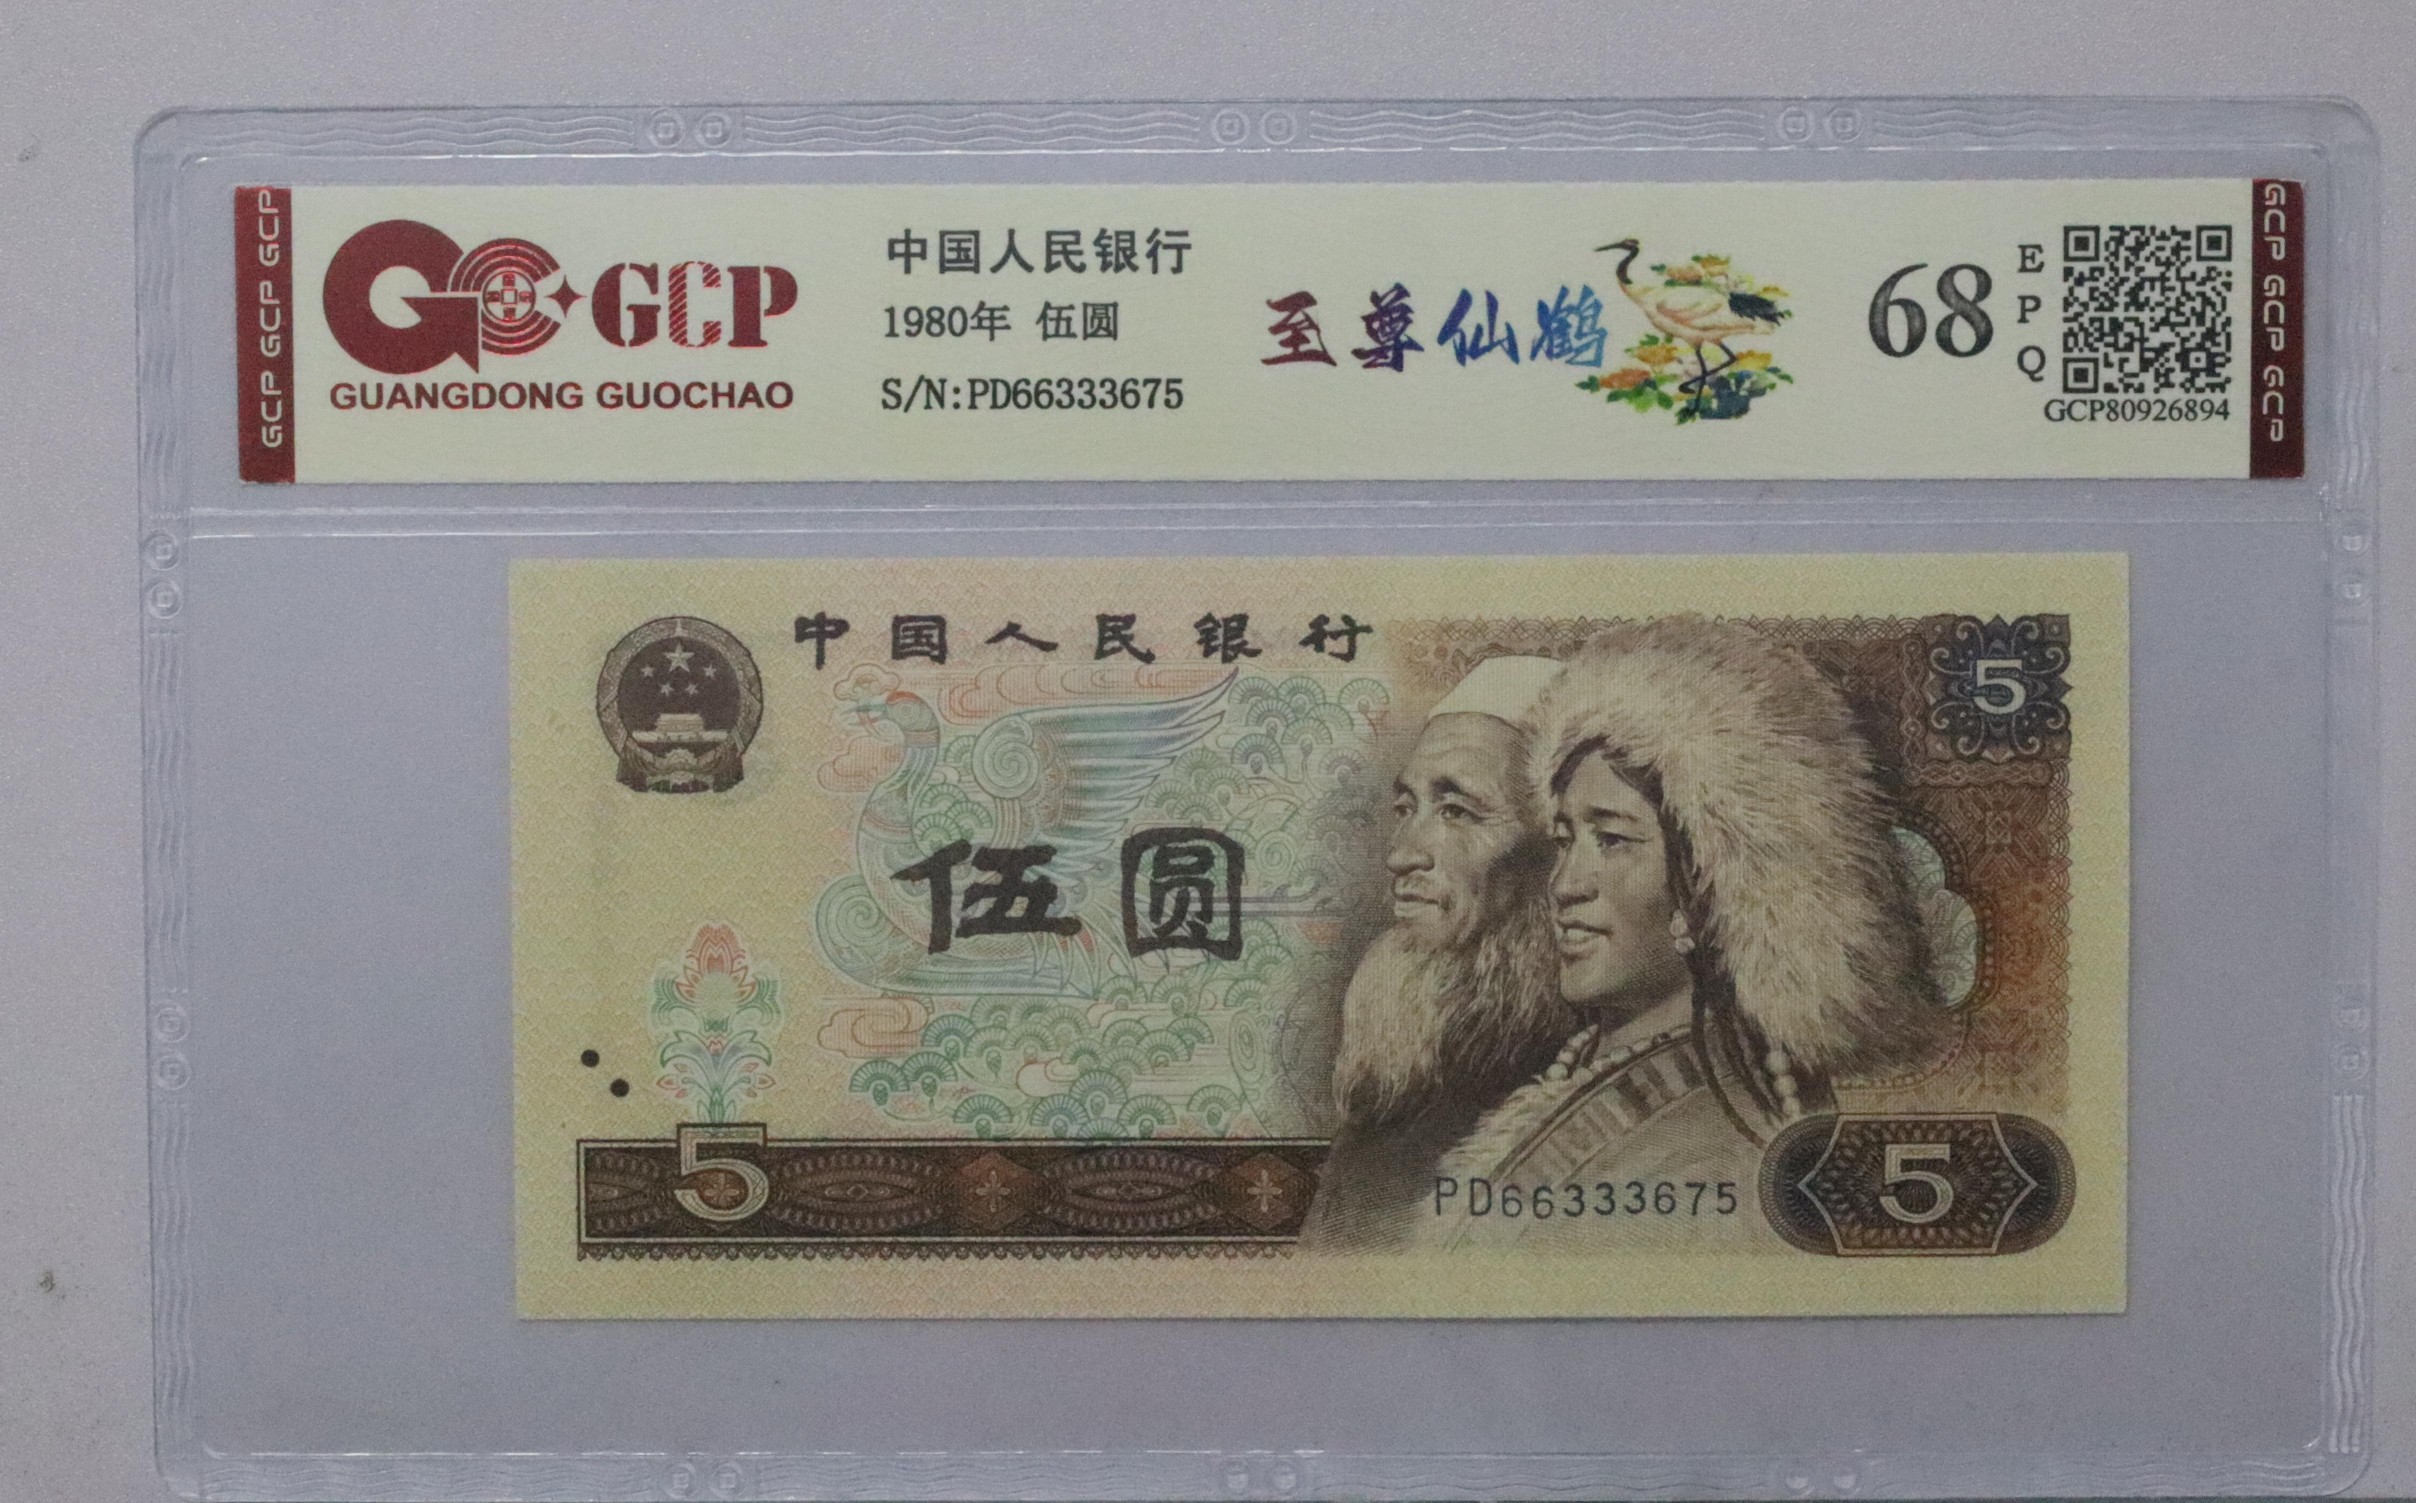 GCP GCP GCP
GCP
GUANGDONG GUOCHAO
中国人民银行
1980年 伍圆
S/N:PD66333675
至尊仙鹤
68
EPQ
GCP80926894
GCP GCP GCP
中国人民银行
5
伍圆
5
PD66333675
5